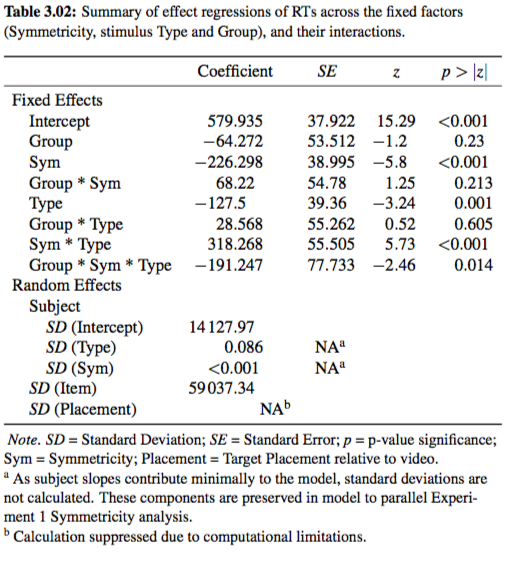 Table 3.02: Summary of effect regressions of RTs across the fixed factors
(Symmetricity, stimulus Type and Group), and their interactions.
Coefficient SE z p > |z|
Fixed Effects
Intercept 579.935 37.922 15.29 <0.001
Group −64.272 53.512 −1.2 0.23
Sym −226.298 38.995 −5.8 <0.001
Group * Sym 68.22 54.78 1.25 0.213
Type −127.5 39.36 −3.24 0.001
Group * Type 28.568 55.262 0.52 0.605
Sym * Type 318.268 55.505 5.73 <0.001
Group * Sym * Type −191.247 77.733 −2.46 0.014
Random Effects
Subject
SD (Intercept) 14 127.97
SD (Type) 0.086 NAᵃ
SD (Sym) <0.001 NAᵃ
SD (Item) 59 037.34
SD (Placement) NAᵇ
Note. SD = Standard Deviation; SE = Standard Error; p = p-value significance;
Sym = Symmetricity; Placement = Target Placement relative to video.
ᵃ As subject slopes contribute minimally to the model, standard deviations are
not calculated. These components are preserved in model to parallel Experi-
ment 1 Symmetricity analysis.
ᵇ Calculation suppressed due to computational limitations.